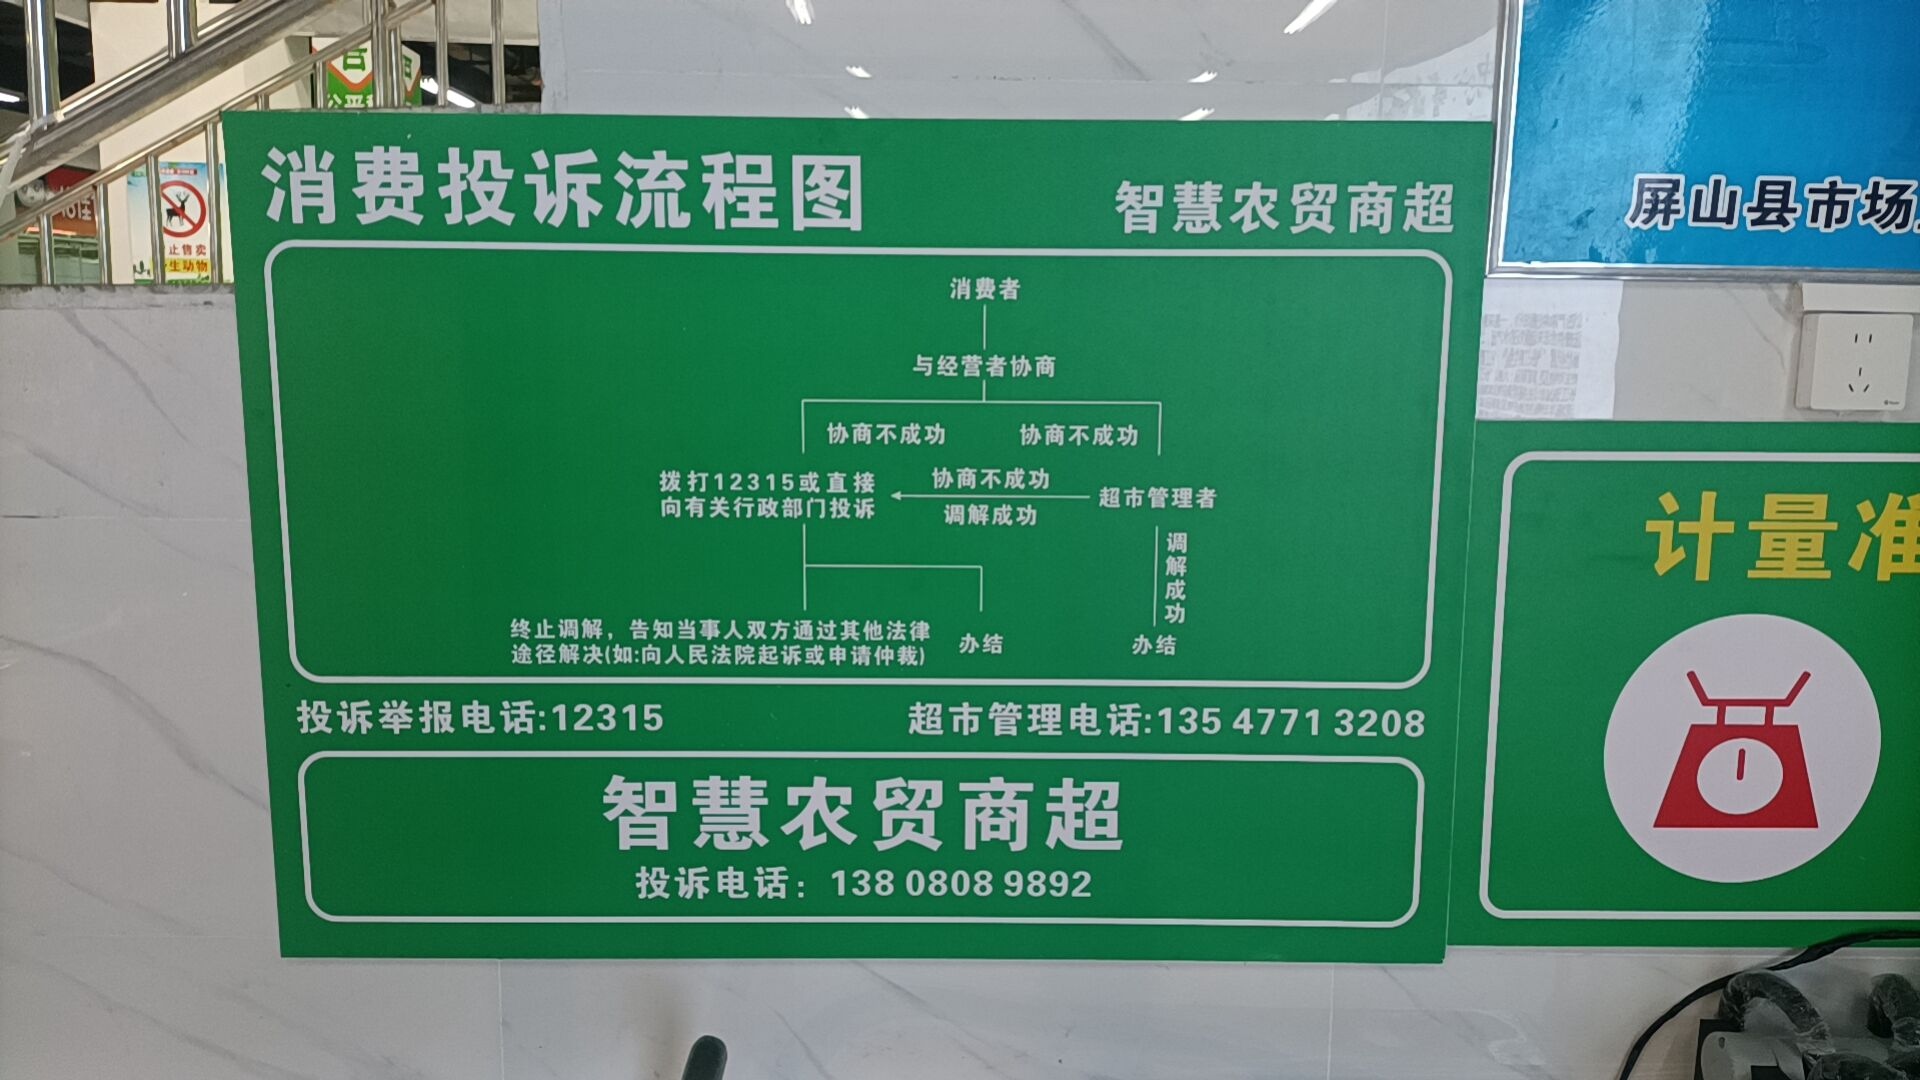 消费投诉流程图
智慧农贸商超
消费者
与经营者协商
协商不成功
协商不成功
拨打12315或直接
向有关行政部门投诉
协商不成功
调解成功
超市管理者
调解成功
终止调解，告知当事人双方通过其他法律
途径解决(如:向人民法院起诉或申请仲裁)
办结
办结
投诉举报电话:12315
超市管理电话:135 4771 3208
智慧农贸商超
投诉电话：138 0808 9892
屏山县市场
计量准
止售卖
生动物